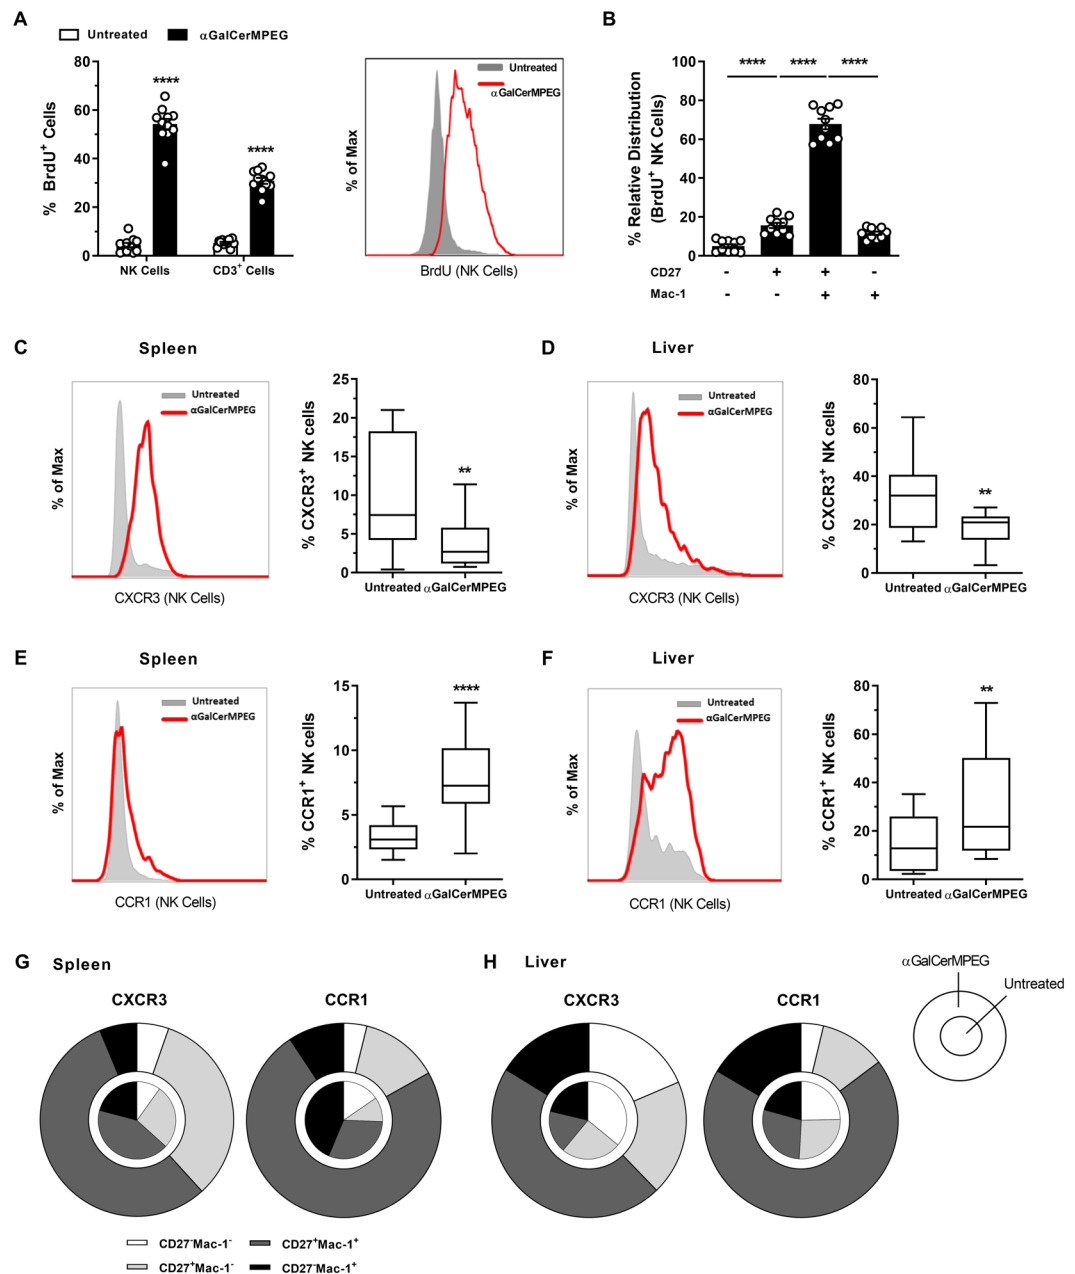 A
Untreated
αGalCerMPEG
% BrdU+ Cells
80
60
40
20
0
****
****
NK Cells
CD3+ Cells
% of Max
Untreated
αGalCerMPEG
BrdU (NK Cells)
B
% Relative Distribution
(BrdU+ NK Cells)
100
80
60
40
20
0
**** **** ****
CD27 - + + -
Mac-1 - - + +
C
Spleen
% of Max
Untreated
αGalCerMPEG
CXCR3 (NK Cells)
% CXCR3+ NK cells
25
20
15
10
5
0
**
Untreated αGalCerMPEG
D
Liver
% of Max
Untreated
αGalCerMPEG
CXCR3 (NK Cells)
% CXCR3+ NK cells
80
60
40
20
0
**
Untreated αGalCerMPEG
E
Spleen
% of Max
Untreated
αGalCerMPEG
CCR1 (NK Cells)
% CCR1+ NK cells
15
10
5
0
****
Untreated αGalCerMPEG
F
Liver
% of Max
Untreated
αGalCerMPEG
CCR1 (NK Cells)
% CCR1+ NK cells
80
60
40
20
0
**
Untreated αGalCerMPEG
G Spleen
CXCR3
CCR1
H Liver
CXCR3
CCR1
αGalCerMPEG
Untreated
CD27-Mac-1-
CD27+Mac-1+
CD27+Mac-1-
CD27-Mac-1+